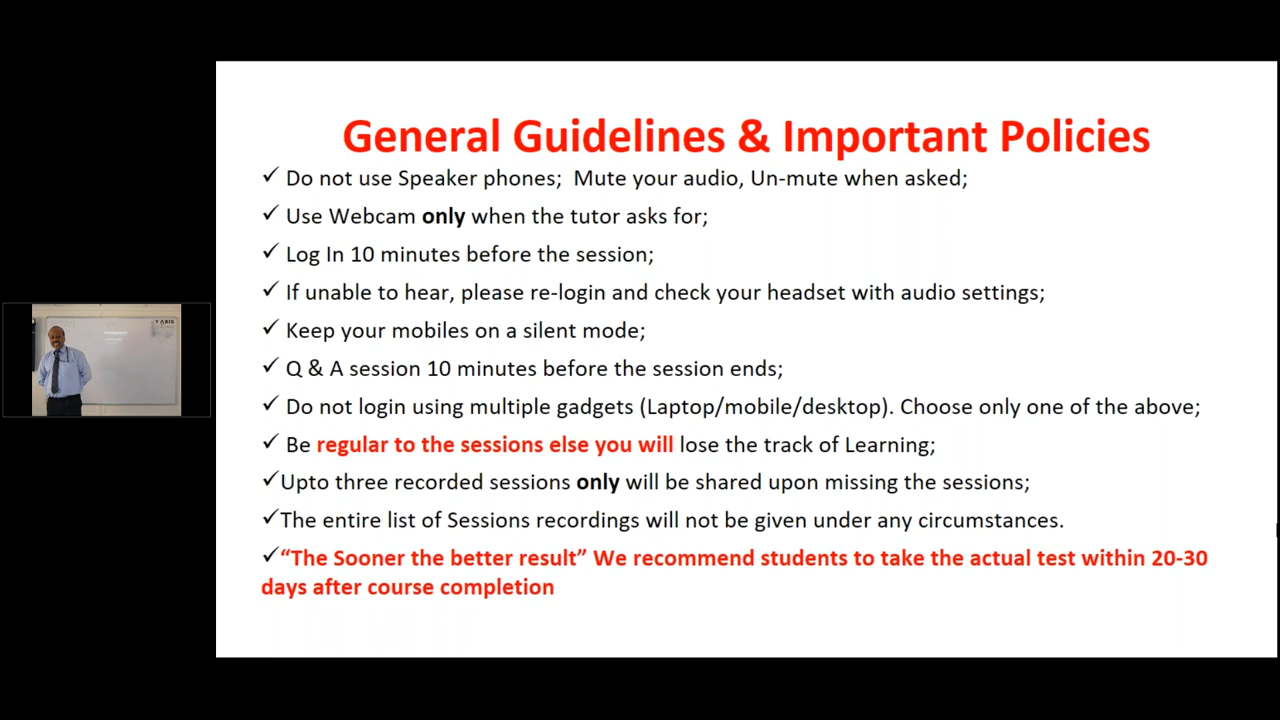 General Guidelines & Important Policies
✓ Do not use Speaker phones; Mute your audio, Un-mute when asked;
✓ Use Webcam only when the tutor asks for;
✓ Log In 10 minutes before the session;
✓ If unable to hear, please re-login and check your headset with audio settings;
✓ Keep your mobiles on a silent mode;
✓ Q & A session 10 minutes before the session ends;
✓ Do not login using multiple gadgets (Laptop/mobile/desktop). Choose only one of the above;
✓ Be regular to the sessions else you will lose the track of Learning;
✓Upto three recorded sessions only will be shared upon missing the sessions;
✓The entire list of Sessions recordings will not be given under any circumstances.
✓“The Sooner the better result” We recommend students to take the actual test within 20-30
days after course completion
Y AXIS